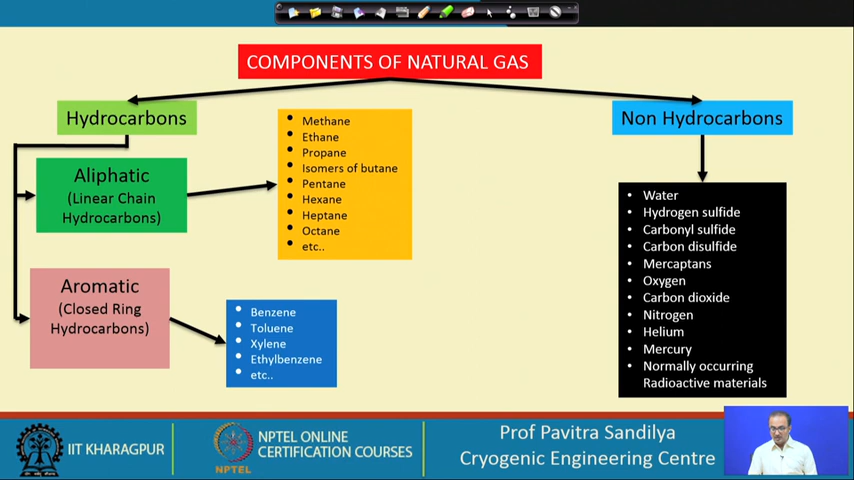 COMPONENTS OF NATURAL GAS
Hydrocarbons
Aliphatic
(Linear Chain
Hydrocarbons)
• Methane
• Ethane
• Propane
• Isomers of butane
• Pentane
• Hexane
• Heptane
• Octane
• etc..
Aromatic
(Closed Ring
Hydrocarbons)
• Benzene
• Toluene
• Xylene
• Ethylbenzene
• etc..
Non Hydrocarbons
• Water
• Hydrogen sulfide
• Carbonyl sulfide
• Carbon disulfide
• Mercaptans
• Oxygen
• Carbon dioxide
• Nitrogen
• Helium
• Mercury
• Normally occurring
Radioactive materials
IIT KHARAGPUR
NPTEL
NPTEL ONLINE
CERTIFICATION COURSES
Prof Pavitra Sandilya
Cryogenic Engineering Centre